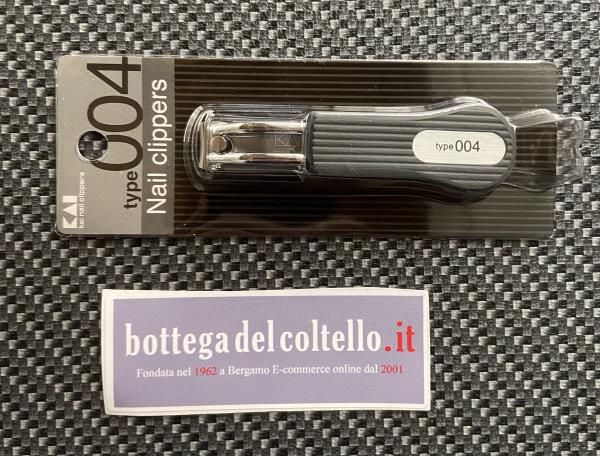 type 004
Nail clippers
KAI
kai nail clippers
type 004
bottega del coltello.it
Fondata nel 1962 a Bergamo E-commerce online dal 2001